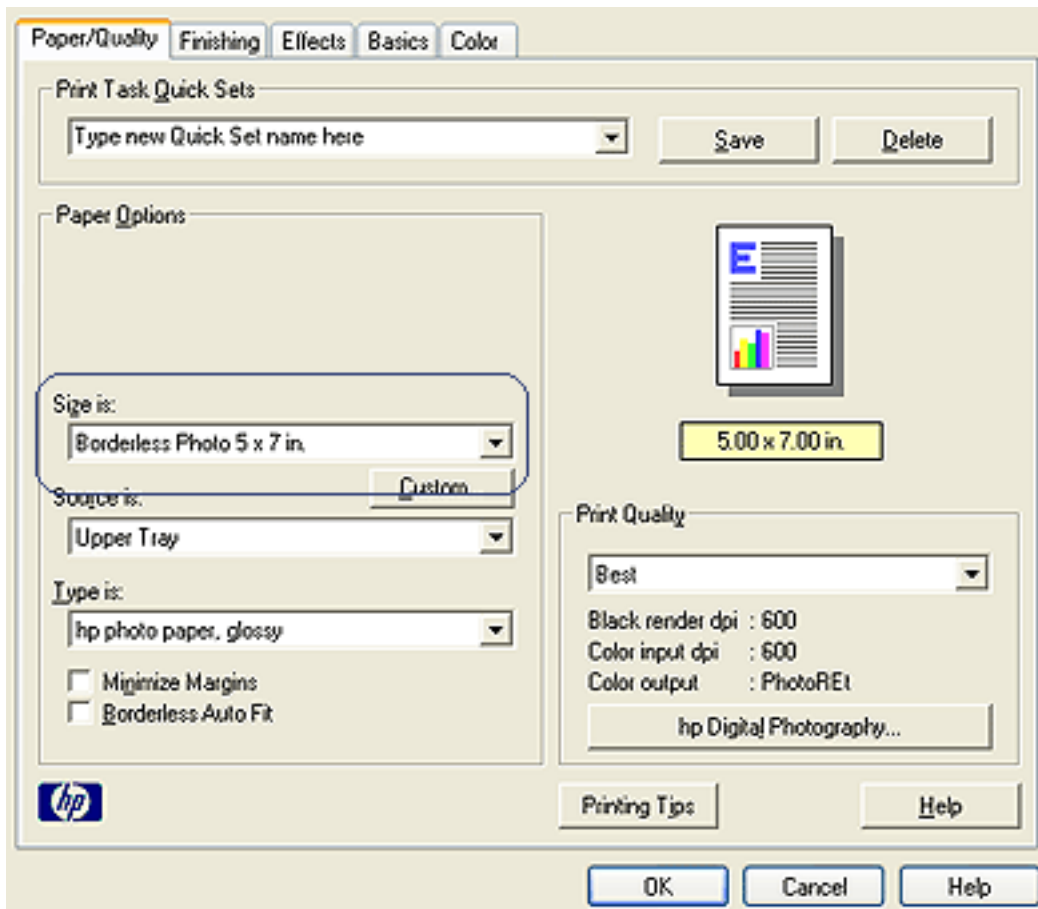 Paper/Quality Finishing Effects Basics Color
Print Task Quick Sets
Type new Quick Set name here Save Delete
Paper Options
E
Size is:
Borderless Photo 5 x 7 in.
5.00 x 7.00 in.
Custom...
Source is:
Upper Tray
Type is:
hp photo paper, glossy
Minimize Margins
Borderless Auto Fit
Print Quality
Best
Black render dpi : 600
Color input dpi : 600
Color output : PhotoREt
hp Digital Photography...
hp
Printing Tips Help
OK Cancel Help